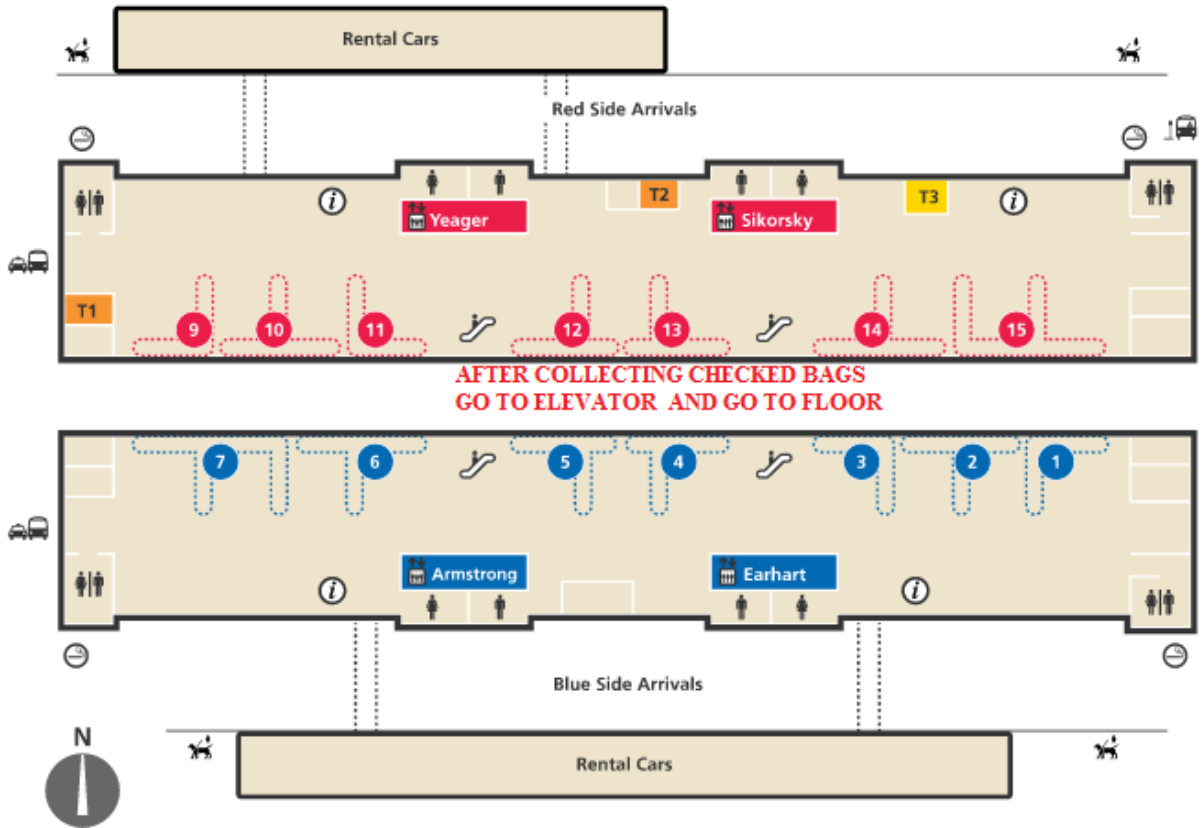 Rental Cars
Red Side Arrivals
T2
T3
Yeager
Sikorsky
T1
9
10
11
12
13
14
15
AFTER COLLECTING CHECKED BAGS
GO TO ELEVATOR AND GO TO FLOOR
7
6
5
4
3
2
1
Armstrong
Earhart
Blue Side Arrivals
N
Rental Cars